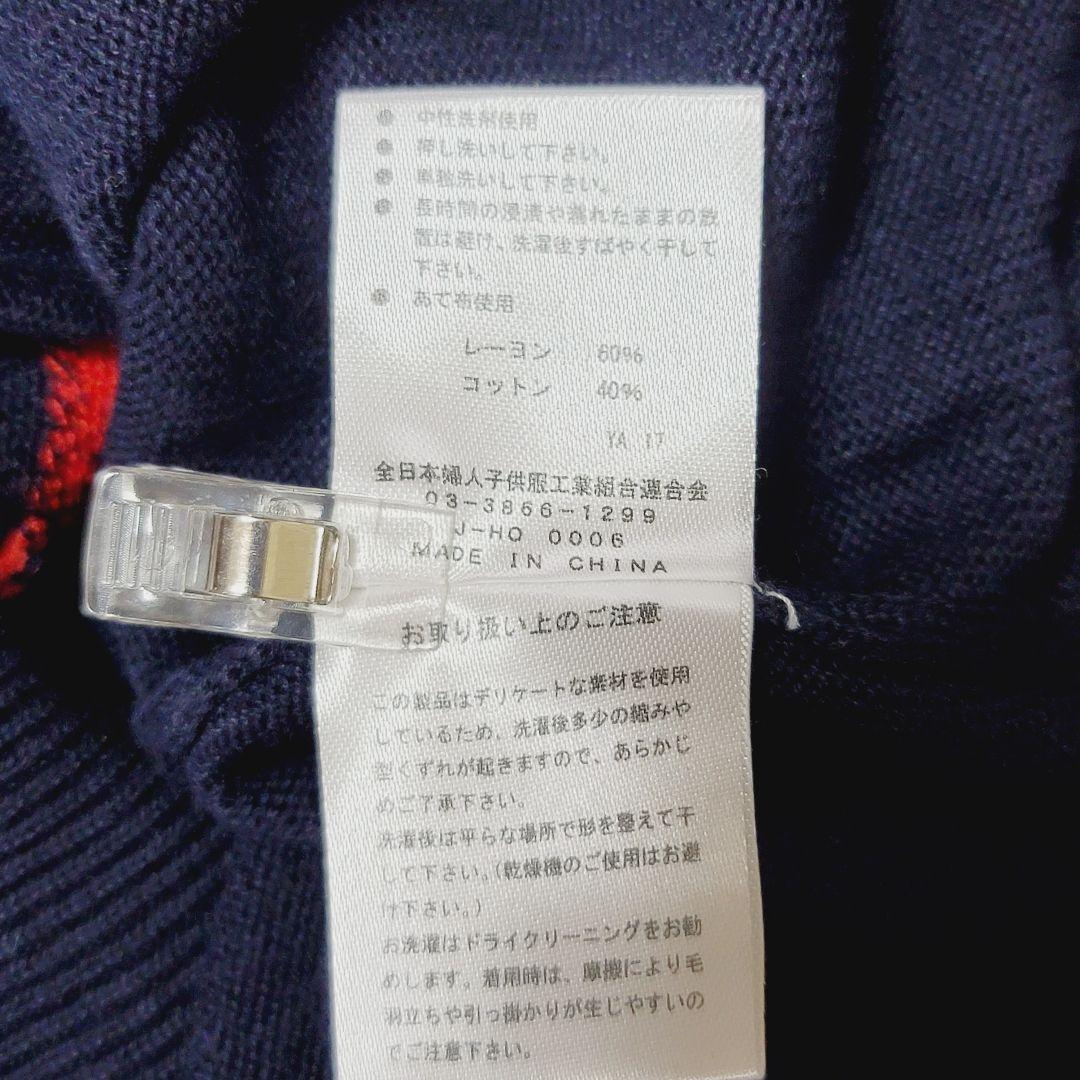 中性洗剤使用
押し洗いして下さい。
単独洗いして下さい。
長時間の浸漬や濡れたままの放
置は避け、洗濯後すばやく干して
下さい。
あて布使用
レーヨン 60%
コットン 40%
YA 17
全日本婦人子供服工業組合連合会
03-3866-1299
J-HO 0006
MADE IN CHINA
お取り扱い上のご注意
この製品はデリケートな素材を使用
しているため、洗濯後多少の縮みや
型くずれが起きますので、あらかじ
めご了承下さい。
洗濯後は平らな場所で形を整えて干
して下さい。(乾燥機のご使用はお避
け下さい。)
お洗濯はドライクリーニングをお勧
めします。着用時は、摩擦により毛
羽立ちや引っ掛かりが生じやすいの
でご注意下さい。